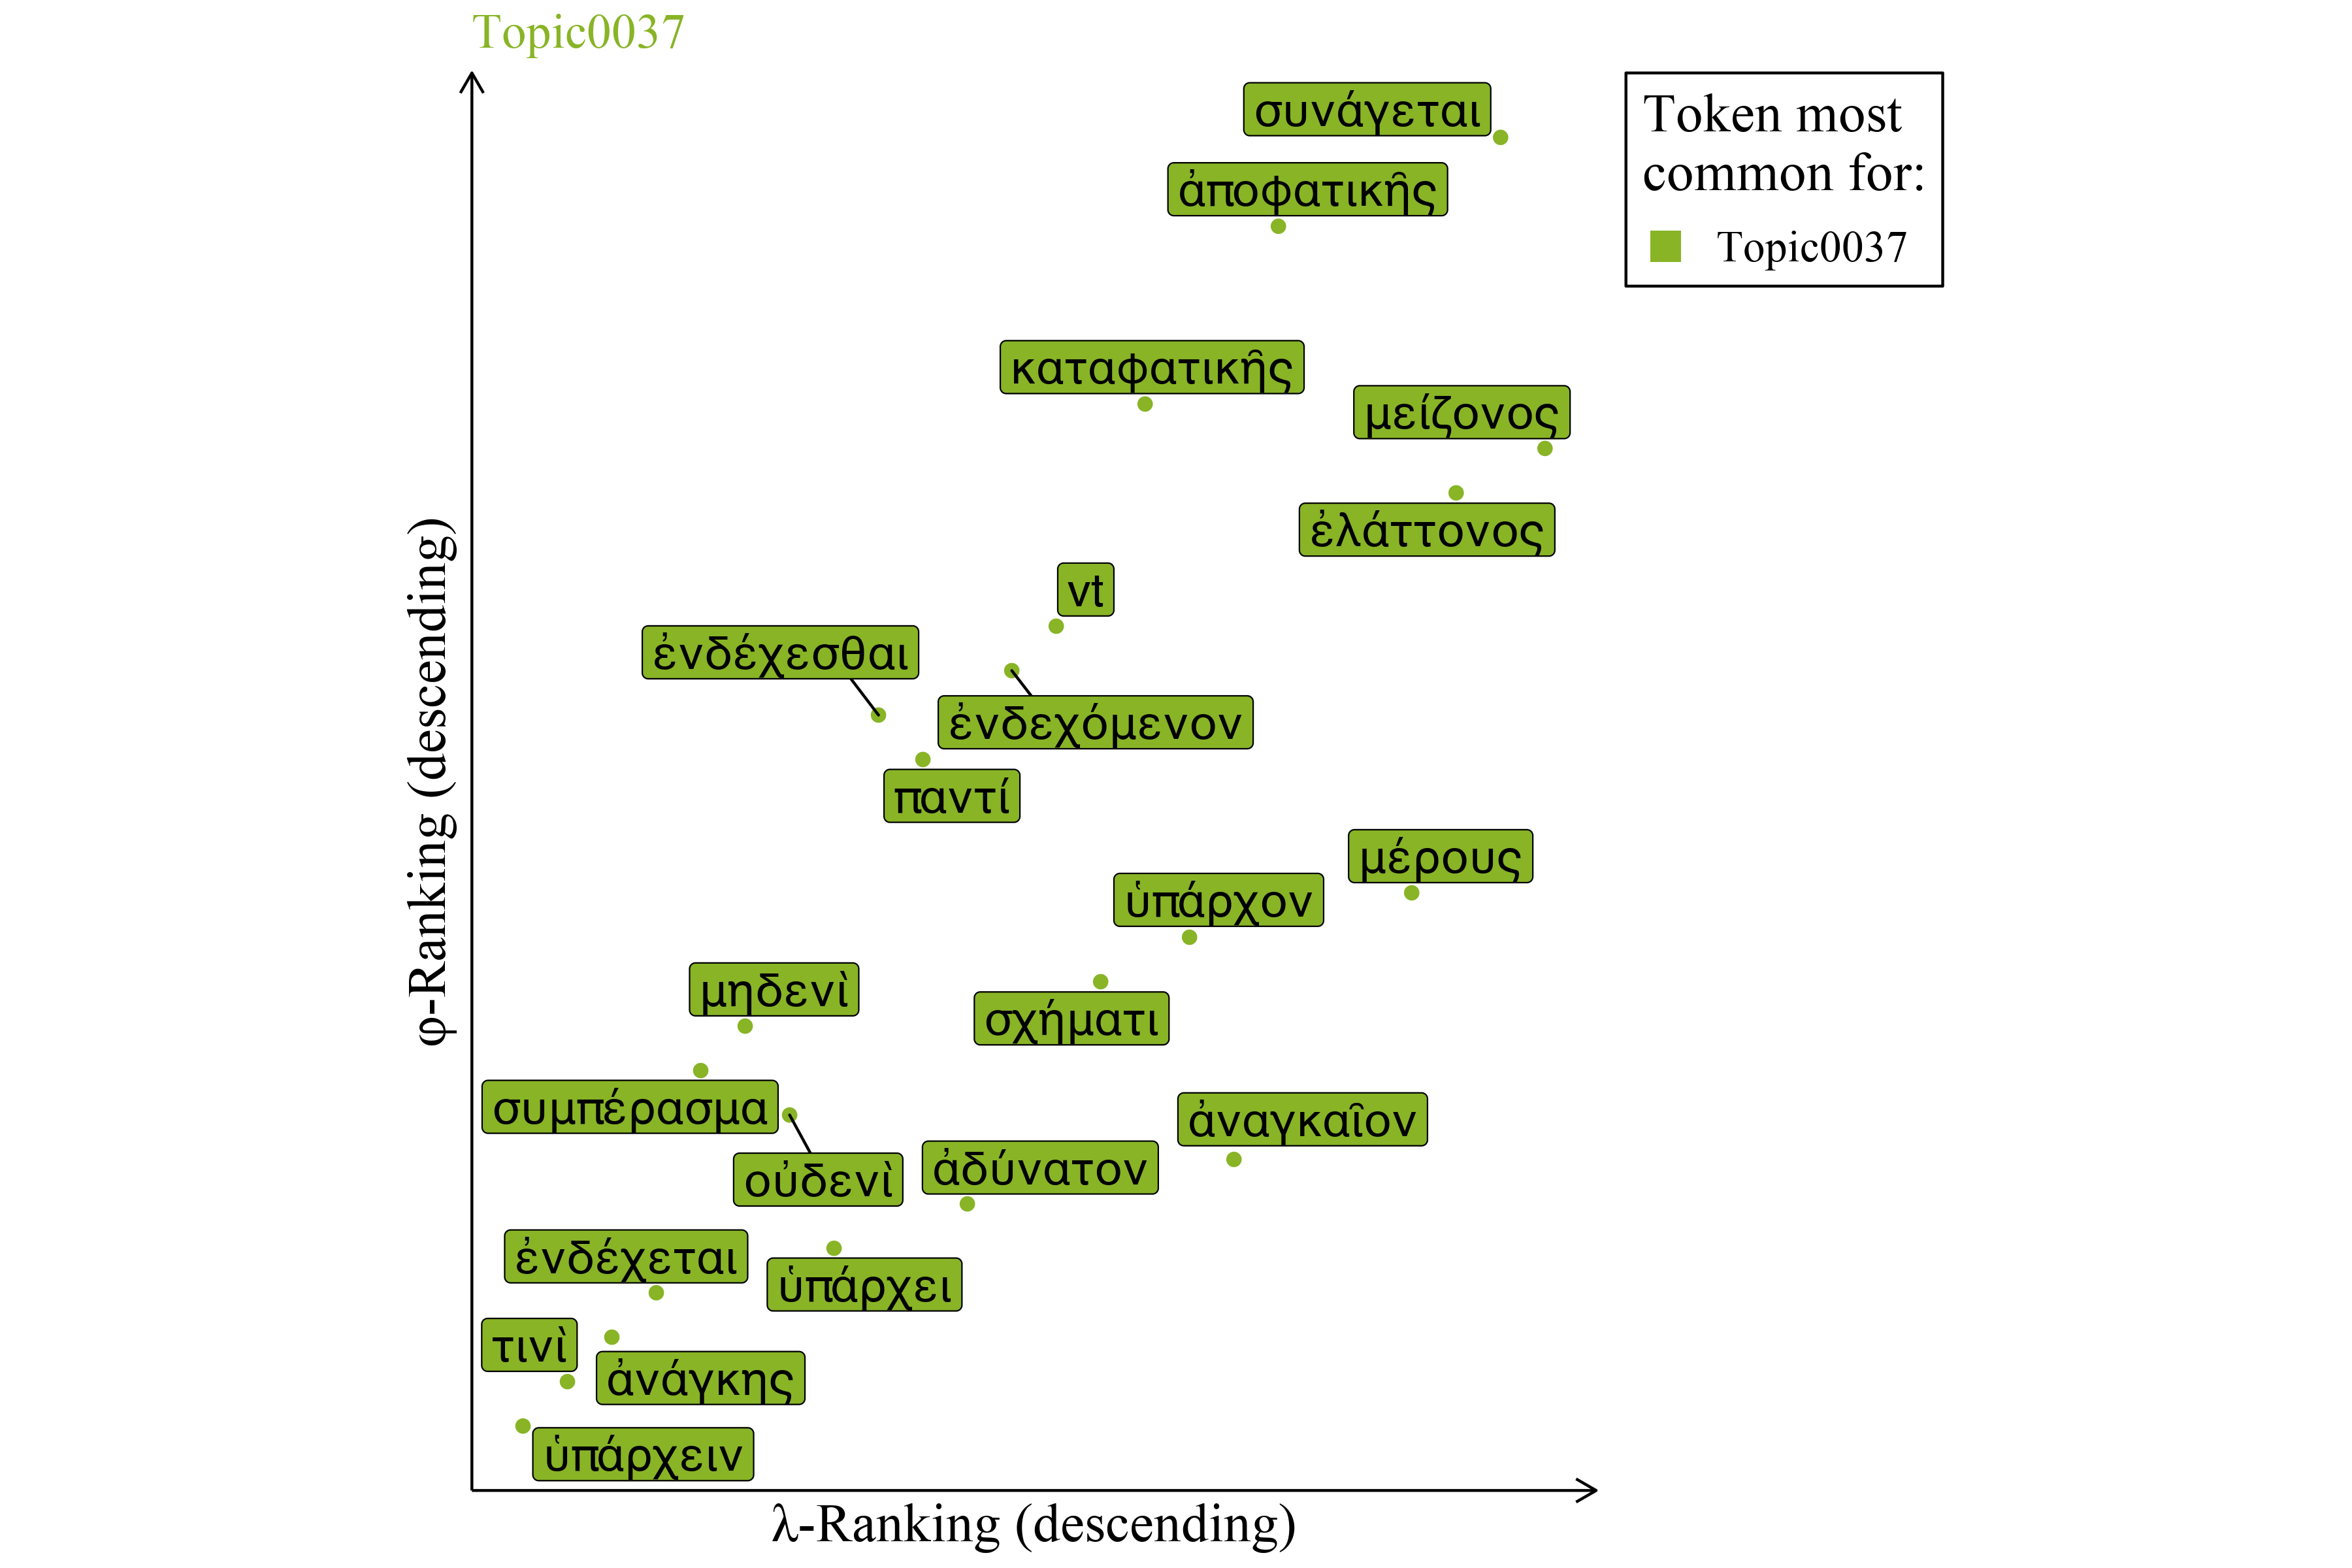 Topic0037
συνάγεται
ἀποφατικῆς
καταφατικῆς
μείζονος
ἐλάττονος
vt
ἐνδέχεσθαι
ἐνδεχόμενον
παντί
μέρους
ὑπάρχον
μηδενὶ
σχήματι
συμπέρασμα
ἀναγκαῖον
ἀδύνατον
οὐδενὶ
ἐνδέχεται
ὑπάρχει
τινὶ
ἀνάγκης
ὑπάρχειν
φ-Ranking (descending)
λ-Ranking (descending)
Token most
common for:
Topic0037